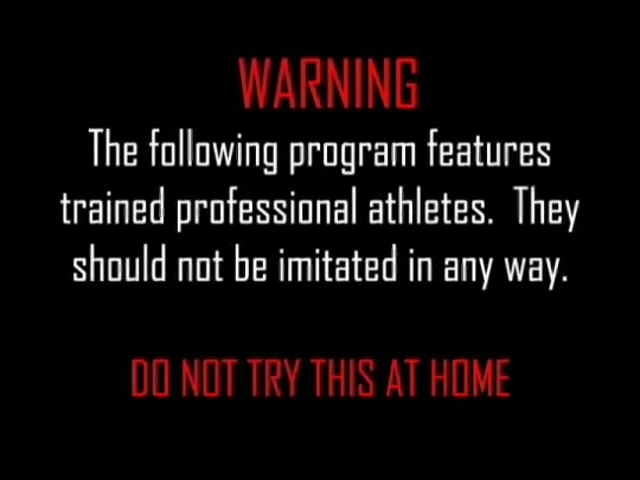 WARNING
The following program features
trained professional athletes. They
should not be imitated in any way.
DO NOT TRY THIS AT HOME